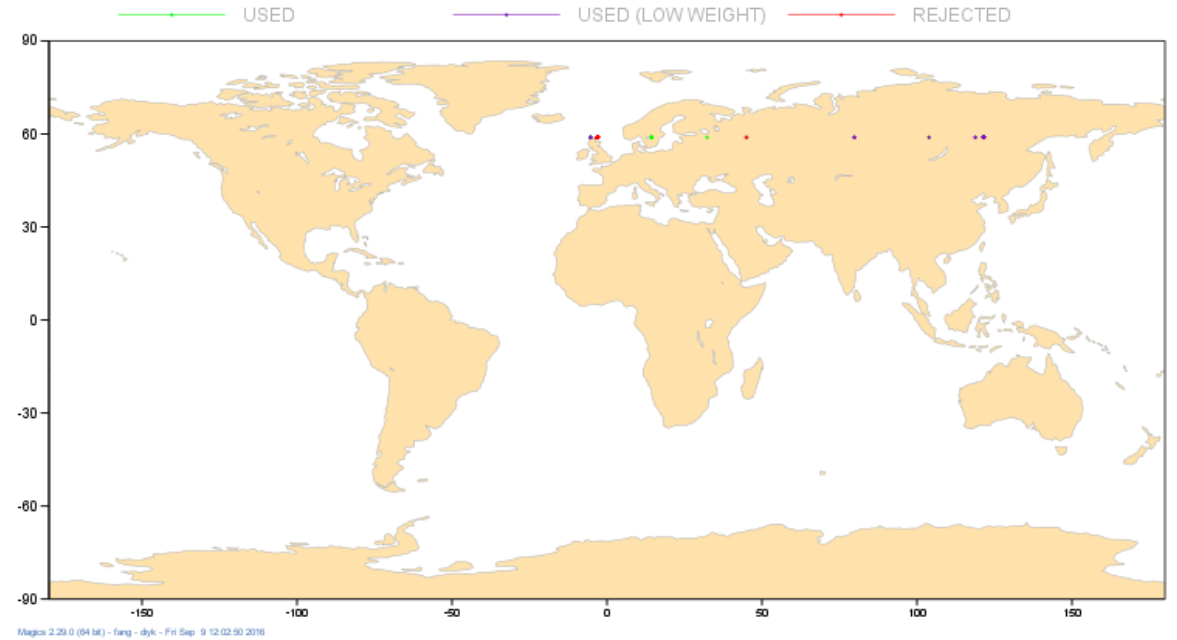 USED USED (LOW WEIGHT) REJECTED
90
60
30
0
-30
-60
-90
-150 -100 -50 0 50 100 150
Magics 2.29.0 (64 bit) - fang - diyk - Fri Sep 9 12:02:50 2016